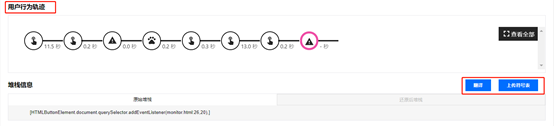 用户行为轨迹
查看全部
11.5 秒 0.2 秒 0.0 秒 0.2 秒 0.3 秒 13.0 秒 0.2 秒 - 秒
堆栈信息
翻译 上传符号表
原始堆栈 还原后堆栈
[HTMLButtonElement.document.querySelector.addEventListener(monitor.html:26:20),]